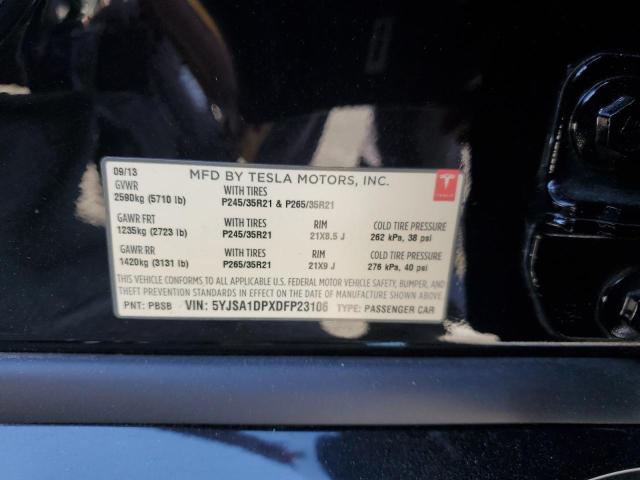 09/13 MFD BY TESLA MOTORS, INC.
GVWR WITH TIRES
2590kg (5710 lb) P245/35R21 & P265/35R21
GAWR FRT WITH TIRES RIM COLD TIRE PRESSURE
1235kg (2723 lb) P245/35R21 21X8.5 J 262 kPa, 38 psi
GAWR RR WITH TIRES RIM COLD TIRE PRESSURE
1420kg (3131 lb) P265/35R21 21X9 J 276 kPa, 40 psi
THIS VEHICLE CONFORMS TO ALL APPLICABLE U.S. FEDERAL MOTOR VEHICLE SAFETY, BUMPER, AND
THEFT PREVENTION STANDARDS IN EFFECT ON THE DATE OF MANUFACTURE SHOWN ABOVE.
PNT: PBSB VIN: 5YJSA1DPXDFP23106 TYPE: PASSENGER CAR